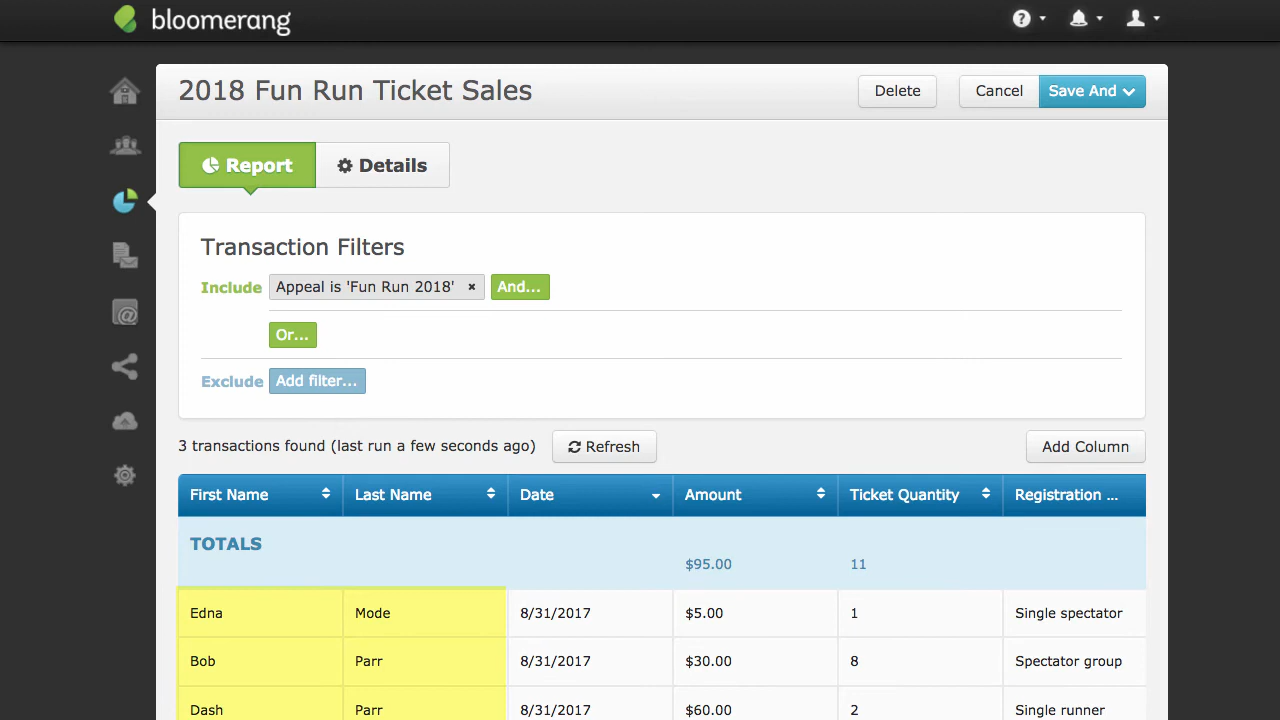 bloomerang
2018 Fun Run Ticket Sales
Delete
Cancel
Save And
Report
Details
Transaction Filters
Include Appeal is 'Fun Run 2018' × And...
Or...
Exclude Add filter...
3 transactions found (last run a few seconds ago) Refresh Add Column
First Name Last Name Date Amount Ticket Quantity Registration ...
TOTALS
$95.00 11
Edna Mode 8/31/2017 $5.00 1 Single spectator
Bob Parr 8/31/2017 $30.00 8 Spectator group
Dash Parr 8/31/2017 $60.00 2 Single runner